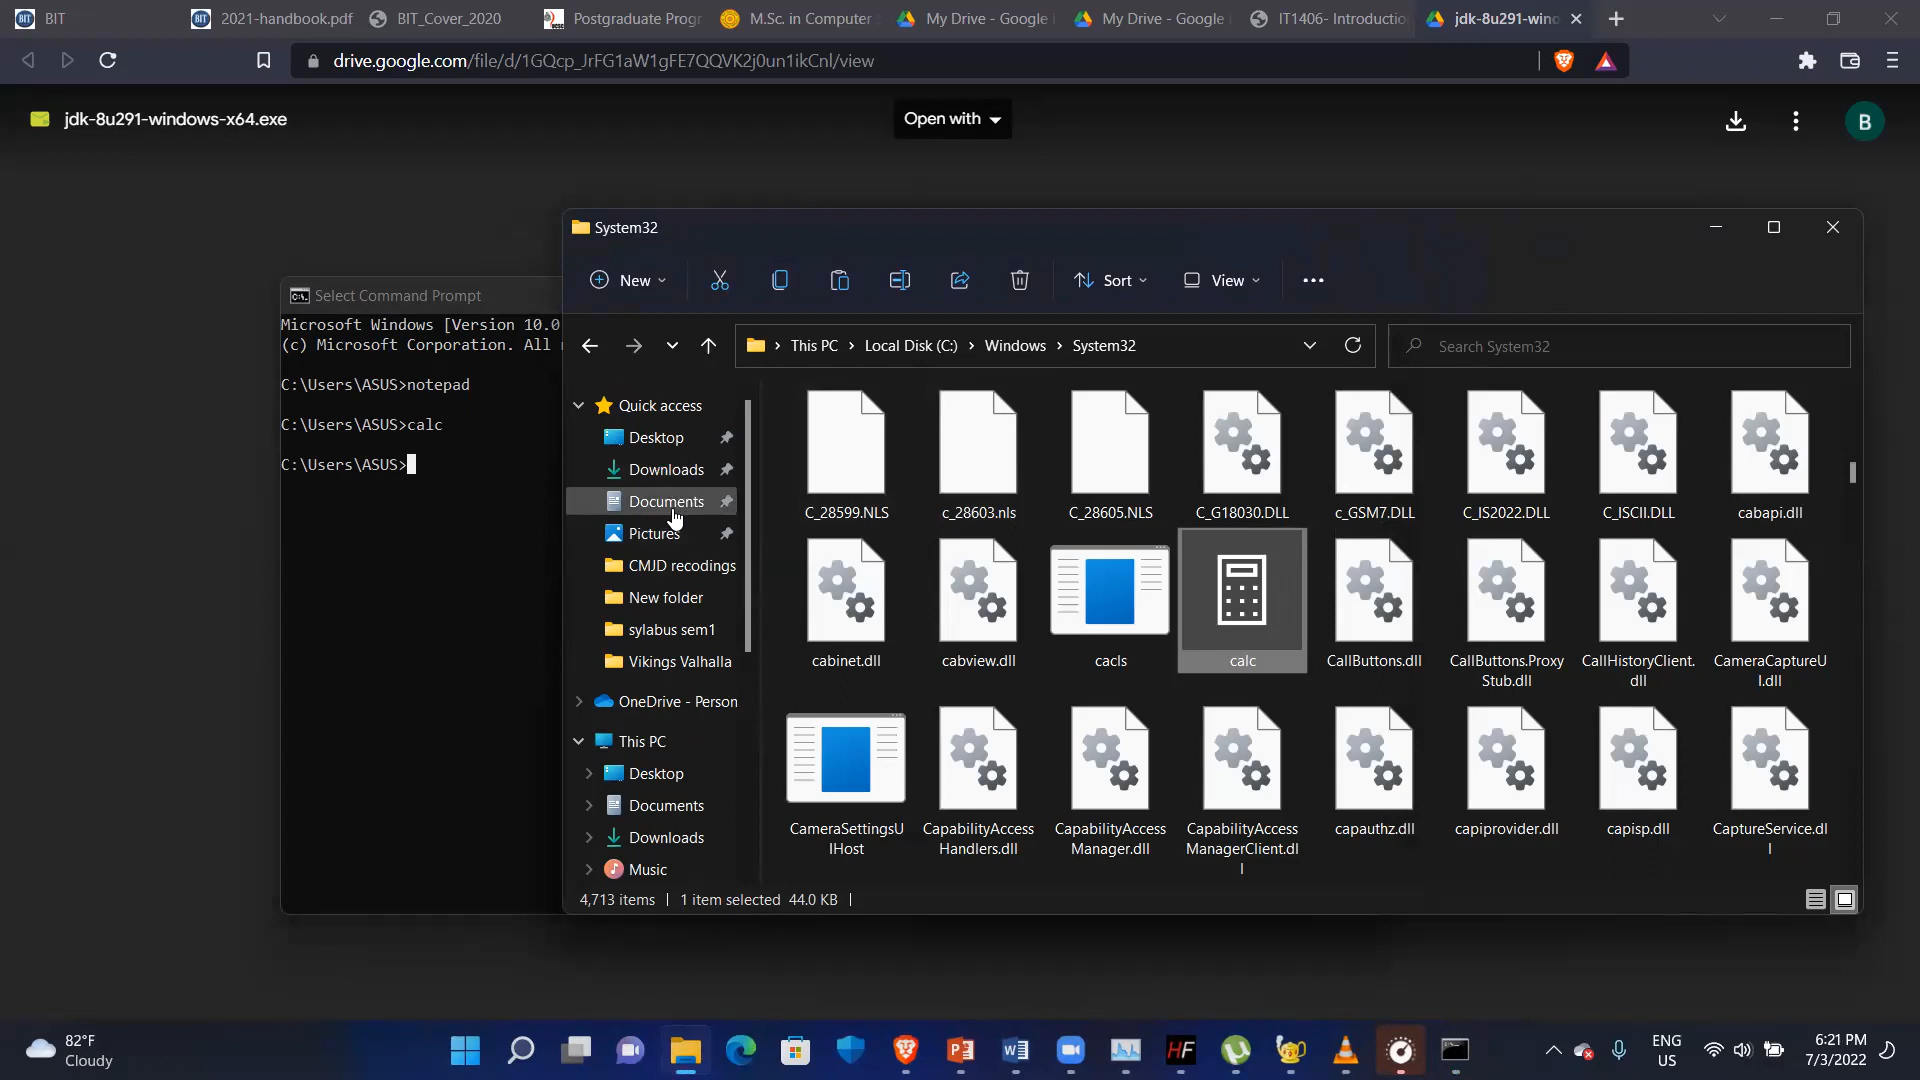 BIT
2021-handbook.pdf
BIT_Cover_2020
Postgraduate Progr
M.Sc. in Computer
My Drive - Google
My Drive - Google
IT1406- Introductio
jdk-8u291-wind
drive.google.com/file/d/1GQcp_JrFG1aW1gFE7QQVK2j0un1ikCnl/view
jdk-8u291-windows-x64.exe
Open with
B
Select Command Prompt
Microsoft Windows [Version 10.0
(c) Microsoft Corporation. All
C:\Users\ASUS>notepad
C:\Users\ASUS>calc
C:\Users\ASUS>
System32
New
Sort
View
This PC > Local Disk (C:) > Windows > System32
Search System32
Quick access
Desktop
Downloads
Documents
Pictures
CMJD recodings
New folder
sylabus sem1
Vikings Valhalla
OneDrive - Person
This PC
Desktop
Documents
Downloads
Music
C_28599.NLS
c_28603.nls
C_28605.NLS
C_G18030.DLL
c_GSM7.DLL
C_IS2022.DLL
C_ISCII.DLL
cabapi.dll
cabinet.dll
cabview.dll
cacls
calc
CallButtons.dll
CallButtons.Proxy
Stub.dll
CallHistoryClient.
dll
CameraCaptureU
I.dll
CameraSettingsU
IHost
CapabilityAccess
Handlers.dll
CapabilityAccess
Manager.dll
CapabilityAccess
ManagerClient.dl
l
capauthz.dll
capiprovider.dll
capisp.dll
CaptureService.dl
l
4,713 items
1 item selected 44.0 KB
82°F
Cloudy
ENG
US
6:21 PM
7/3/2022